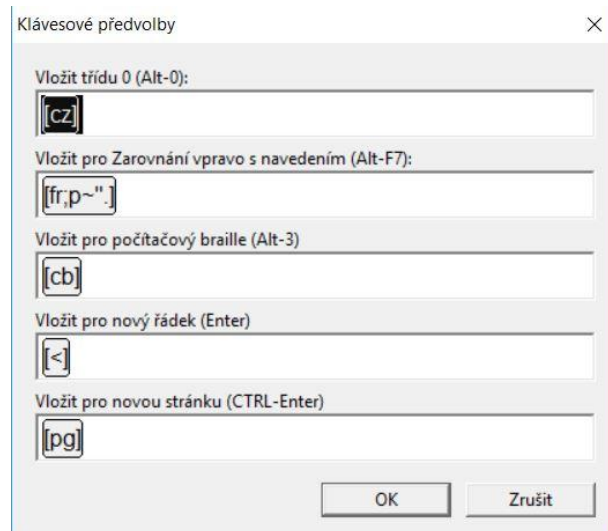 Klávesové předvolby
Vložit třídu 0 (Alt-0):
[cz]
Vložit pro Zarovnání vpravo s navedením (Alt-F7):
[fr;p~".]
Vložit pro počítačový braille (Alt-3)
[cb]
Vložit pro nový řádek (Enter)
[<]
Vložit pro novou stránku (CTRL-Enter)
[pg]
OK Zrušit